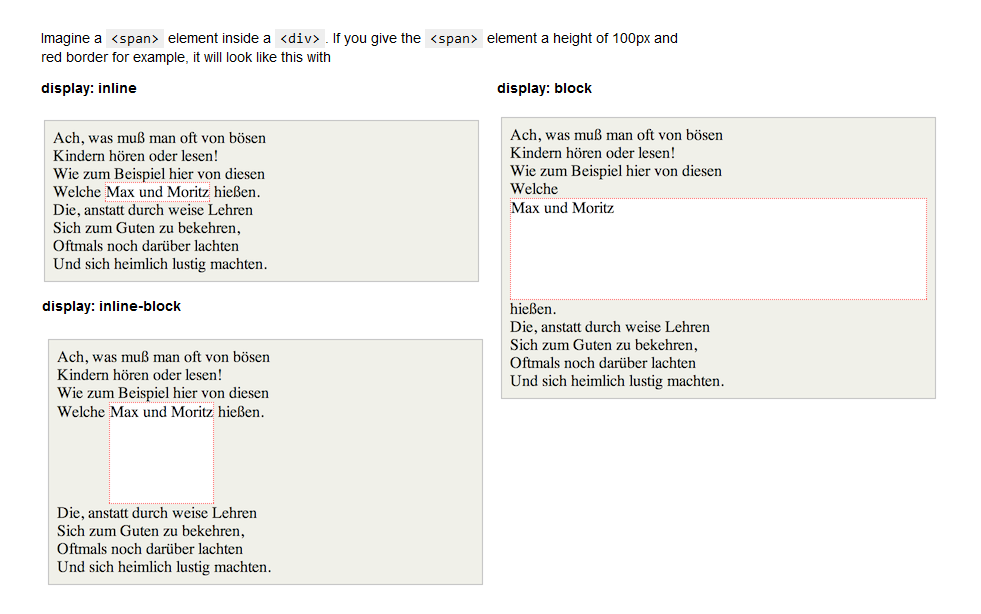 Imagine a <span> element inside a <div>. If you give the <span> element a height of 100px and
red border for example, it will look like this with
display: inline
Ach, was muß man oft von bösen
Kindern hören oder lesen!
Wie zum Beispiel hier von diesen
Welche Max und Moritz hießen.
Die, anstatt durch weise Lehren
Sich zum Guten zu bekehren,
Oftmals noch darüber lachten
Und sich heimlich lustig machten.
display: inline-block
Ach, was muß man oft von bösen
Kindern hören oder lesen!
Wie zum Beispiel hier von diesen
Welche Max und Moritz hießen.
Die, anstatt durch weise Lehren
Sich zum Guten zu bekehren,
Oftmals noch darüber lachten
Und sich heimlich lustig machten.
display: block
Ach, was muß man oft von bösen
Kindern hören oder lesen!
Wie zum Beispiel hier von diesen
Welche
Max und Moritz
hießen.
Die, anstatt durch weise Lehren
Sich zum Guten zu bekehren,
Oftmals noch darüber lachten
Und sich heimlich lustig machten.